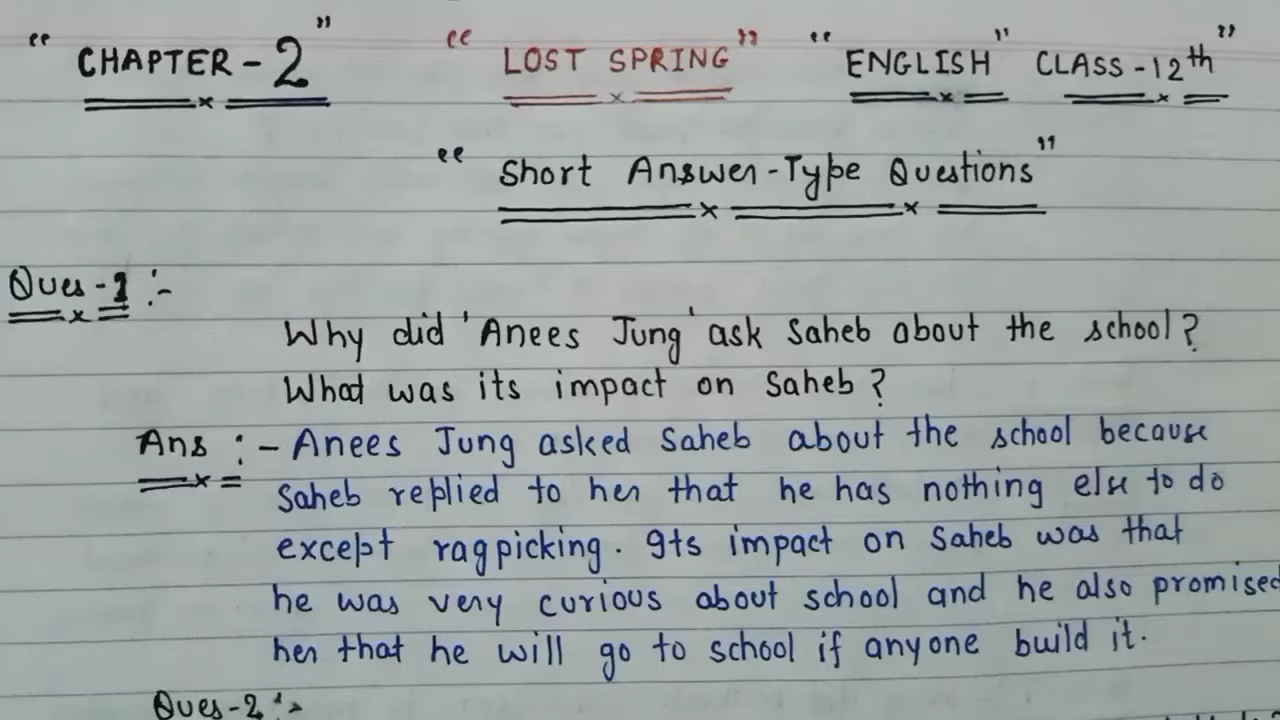 "CHAPTER-2" "LOST SPRING" "ENGLISH" CLASS-12th"
"Short Answer-Type Questions"
Ques-1 :-
Why did 'Anees Jung' ask Saheb about the school?
What was its impact on Saheb?
Ans :- Anees Jung asked Saheb about the school because
Saheb replied to her that he has nothing else to do
except ragpicking. Its impact on Saheb was that
he was very curious about school and he also promised
her that he will go to school if anyone build it.
Ques-2 :-